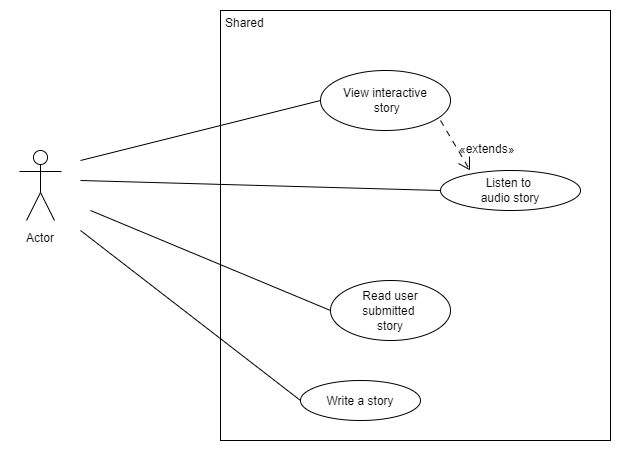 Shared
View interactive
story
«extends»
Listen to
audio story
Actor
Read user
submitted
story
Write a story